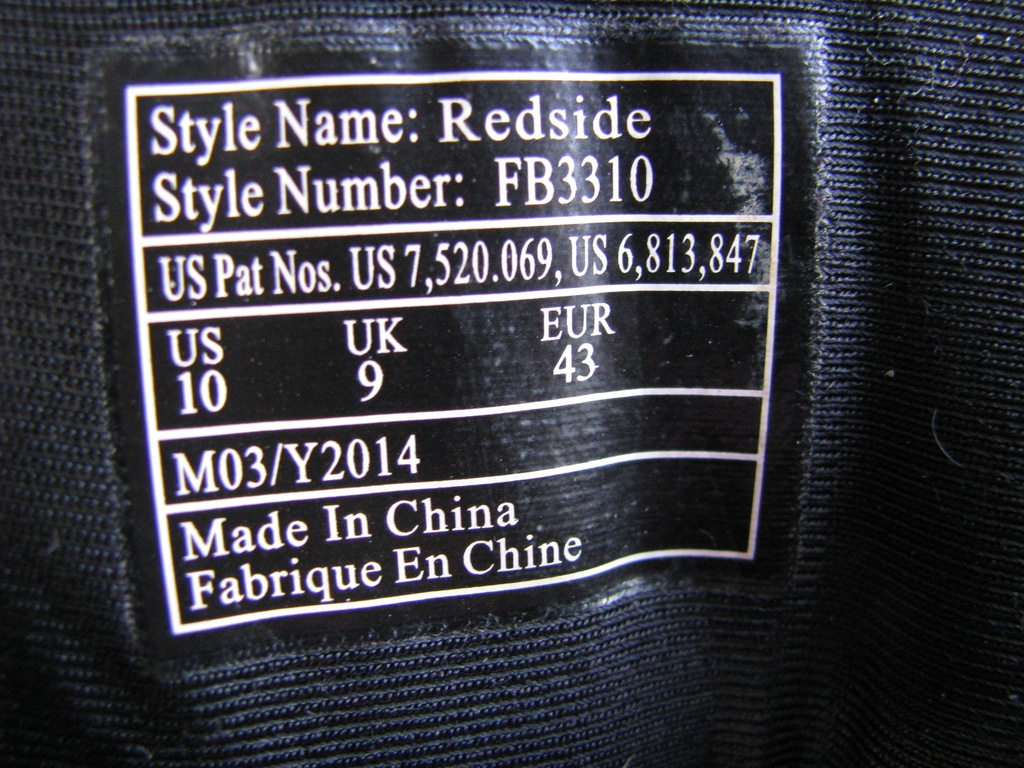 Style Name: Redside
Style Number: FB3310
US Pat Nos. US 7,520.069, US 6,813,847
US UK EUR
10 9 43
M03/Y2014
Made In China
Fabrique En Chine